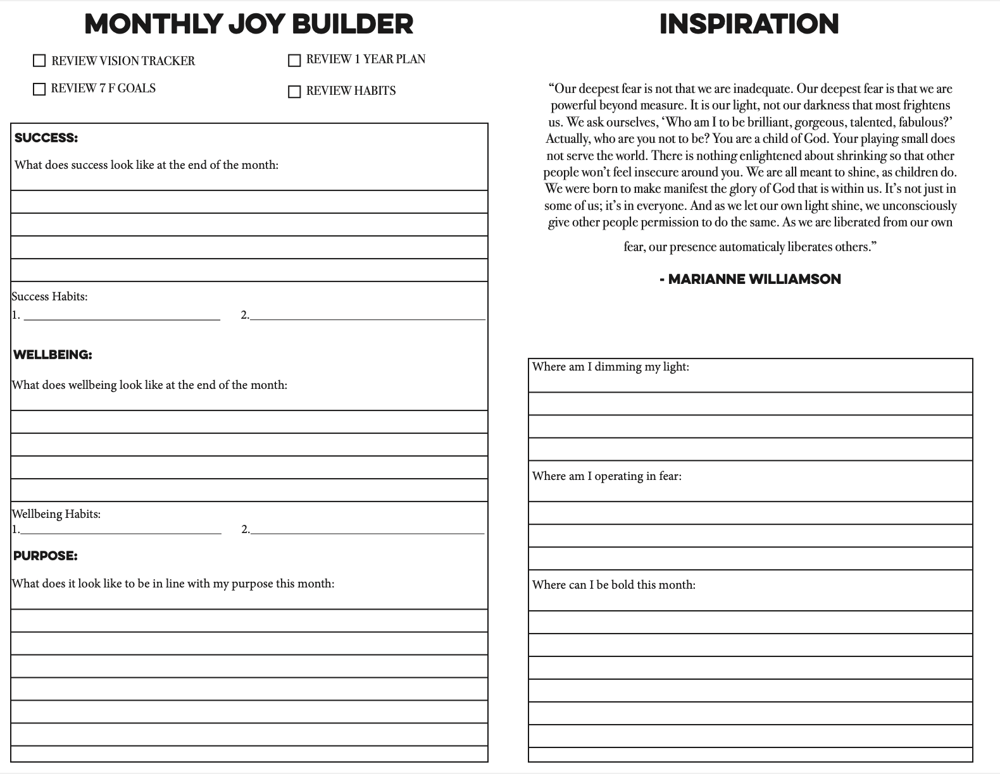 MONTHLY JOY BUILDER
REVIEW VISION TRACKER
REVIEW 1 YEAR PLAN
REVIEW 7 F GOALS
REVIEW HABITS
SUCCESS:
What does success look like at the end of the month:
Success Habits:
1. 2.
WELLBEING:
What does wellbeing look like at the end of the month:
Wellbeing Habits:
1. 2.
PURPOSE:
What does it look like to be in line with my purpose this month:
INSPIRATION
“Our deepest fear is not that we are inadequate. Our deepest fear is that we are
powerful beyond measure. It is our light, not our darkness that most frightens
us. We ask ourselves, ‘Who am I to be brilliant, gorgeous, talented, fabulous?’
Actually, who are you not to be? You are a child of God. Your playing small does
not serve the world. There is nothing enlightened about shrinking so that other
people won’t feel insecure around you. We are all meant to shine, as children do.
We were born to make manifest the glory of God that is within us. It’s not just in
some of us; it’s in everyone. And as we let our own light shine, we unconsciously
give other people permission to do the same. As we are liberated from our own
fear, our presence automaticaly liberates others.”
- MARIANNE WILLIAMSON
Where am I dimming my light:
Where am I operating in fear:
Where can I be bold this month: